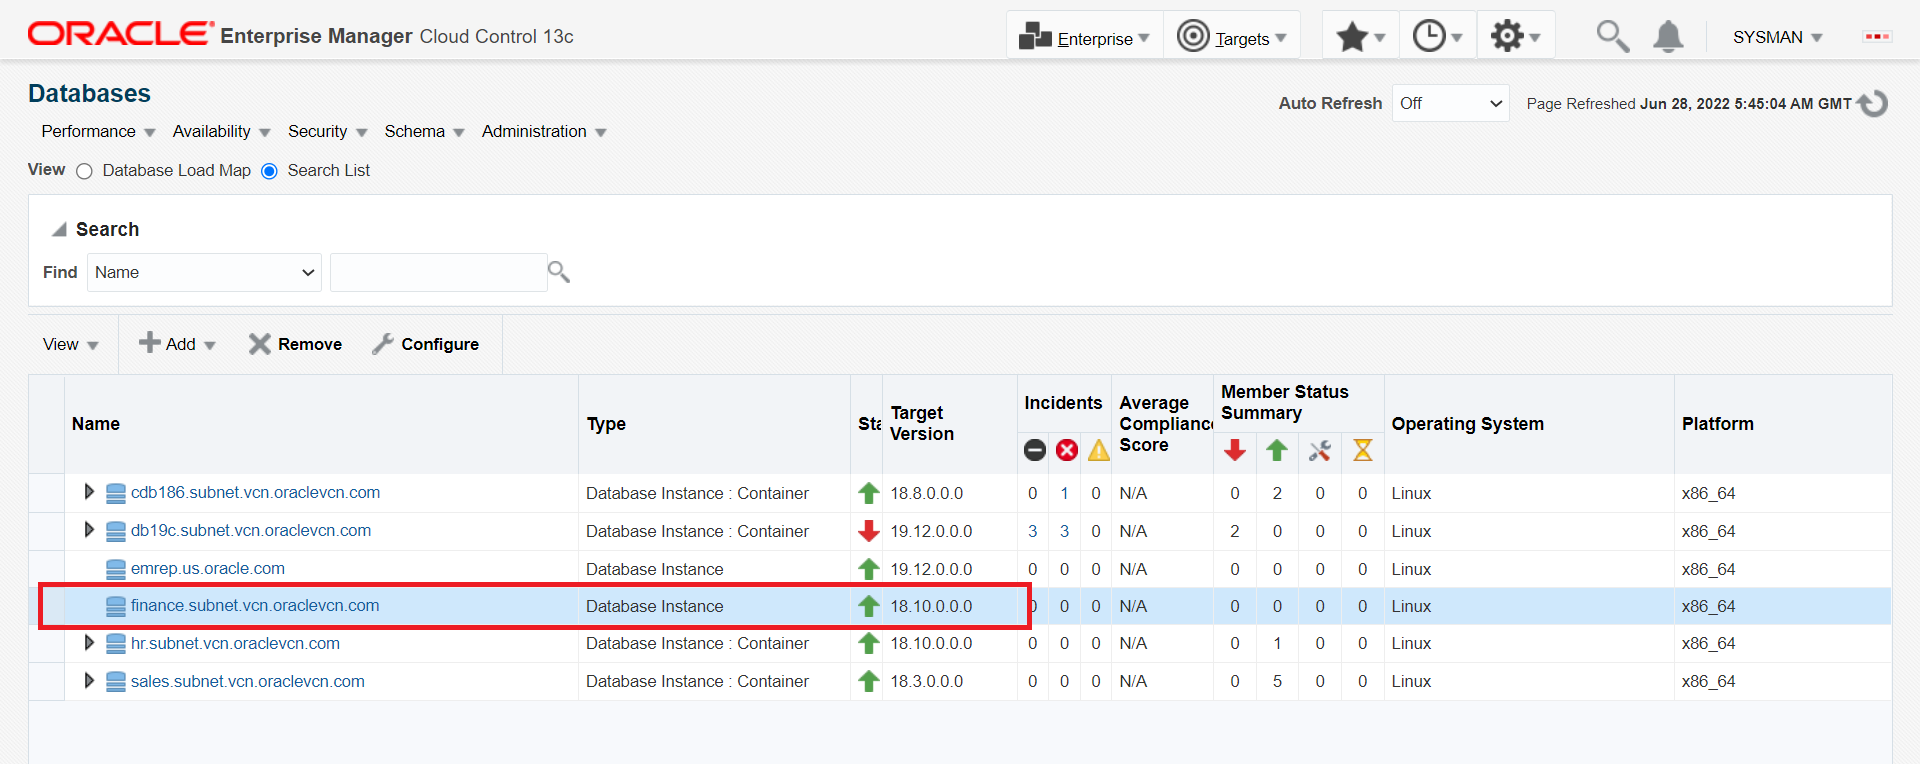 ORACLE Enterprise Manager Cloud Control 13c Enterprise Targets SYSMAN
Databases
Auto Refresh Off Page Refreshed Jun 28, 2022 5:45:04 AM GMT
Performance Availability Security Schema Administration
View Database Load Map Search List
Search
Find Name
View Add Remove Configure
Name Type Sta Target Version Incidents Average Compliance Score Member Status Summary Operating System Platform
cdb186.subnet.vcn.oraclevcn.com Database Instance : Container 18.8.0.0.0 0 1 0 N/A 0 2 0 0 Linux x86_64
db19c.subnet.vcn.oraclevcn.com Database Instance : Container 19.12.0.0.0 3 3 0 N/A 2 0 0 0 Linux x86_64
emrep.us.oracle.com Database Instance 19.12.0.0.0 0 0 0 N/A 0 0 0 0 Linux x86_64
finance.subnet.vcn.oraclevcn.com Database Instance 18.10.0.0.0 0 0 0 N/A 0 0 0 0 Linux x86_64
hr.subnet.vcn.oraclevcn.com Database Instance : Container 18.10.0.0.0 0 0 0 N/A 0 1 0 0 Linux x86_64
sales.subnet.vcn.oraclevcn.com Database Instance : Container 18.3.0.0.0 0 0 0 N/A 0 5 0 0 Linux x86_64